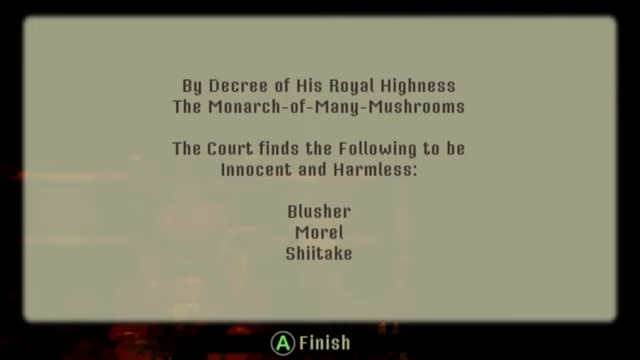 By Decree of His Royal Highness
The Monarch-of-Many-Mushrooms
The Court finds the Following to be
Innocent and Harmless:
Blusher
Morel
Shiitake
A Finish